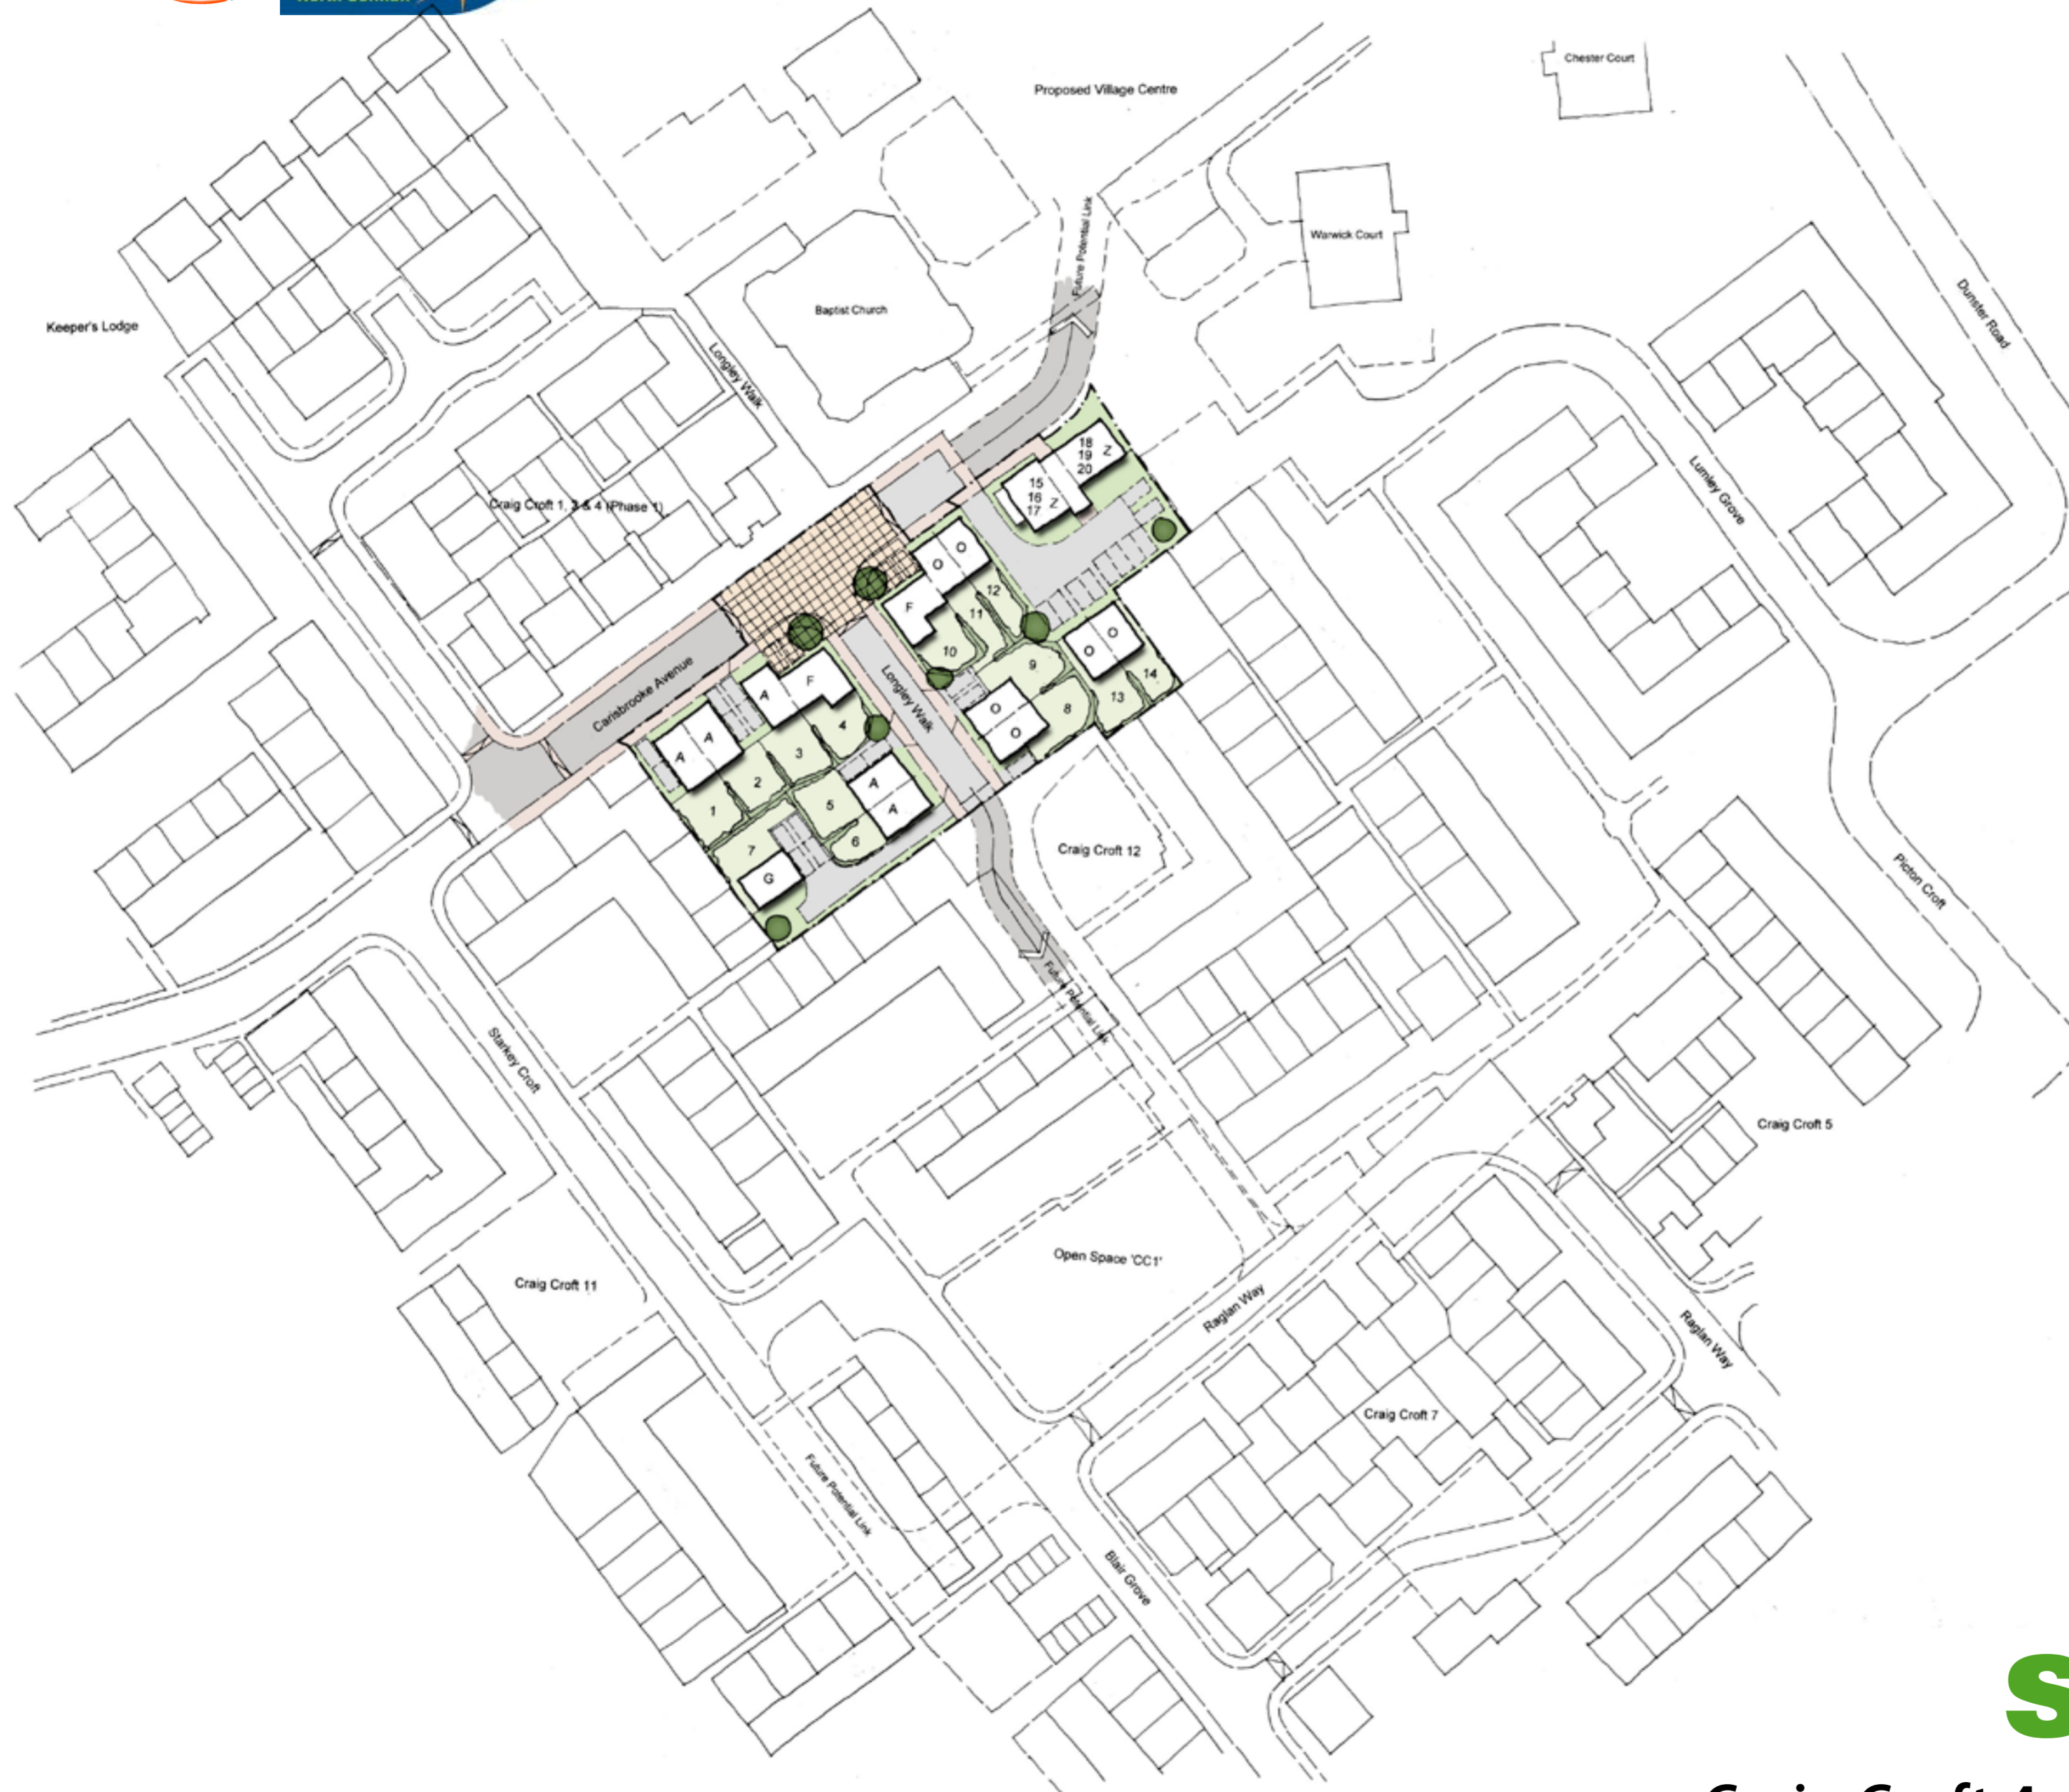 Chester Court
Proposed Village Centre
Future Potential Link
Warwick Court
Dunster Road
Baptist Church
Keeper's Lodge
Longley Walk
18
19 Z
20
15
16
17 Z
Lumley Grove
Craig Croft 1, 3 & 4 (Phase 1)
O
O
F
12
11
10
O
O
9
14
13
8
O
O
Longley Walk
Carisbrooke Avenue
A
F
A
A
4
3
2
1
5
A
A
6
7
G
Craig Croft 12
Picton Croft
Future Potential Link
Starkey Croft
Craig Croft 5
Open Space 'CC1'
Craig Croft 11
Raglan Way
Raglan Way
Craig Croft 7
Future Potential Link
Blair Grove
S